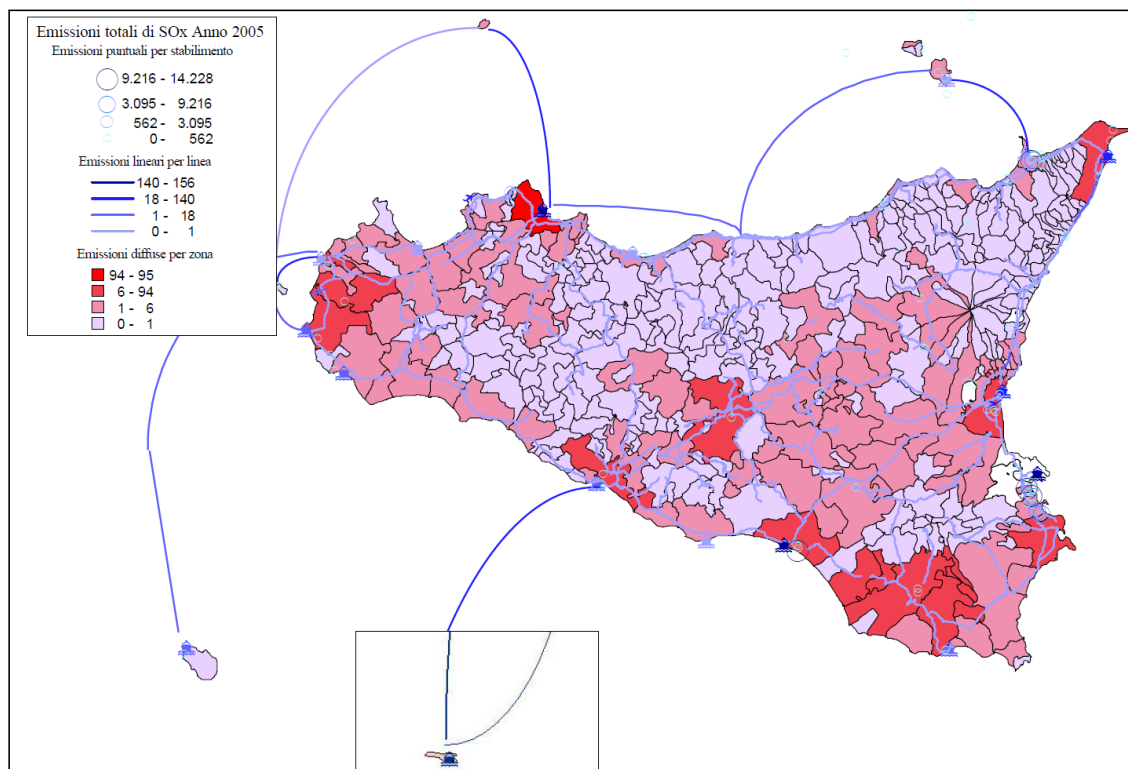 Emissioni totali di SOx Anno 2005
Emissioni puntuali per stabilimento
9.216 - 14.228
3.095 - 9.216
562 - 3.095
0 - 562
Emissioni lineari per linea
140 - 156
18 - 140
1 - 18
0 - 1
Emissioni diffuse per zona
94 - 95
6 - 94
1 - 6
0 - 1